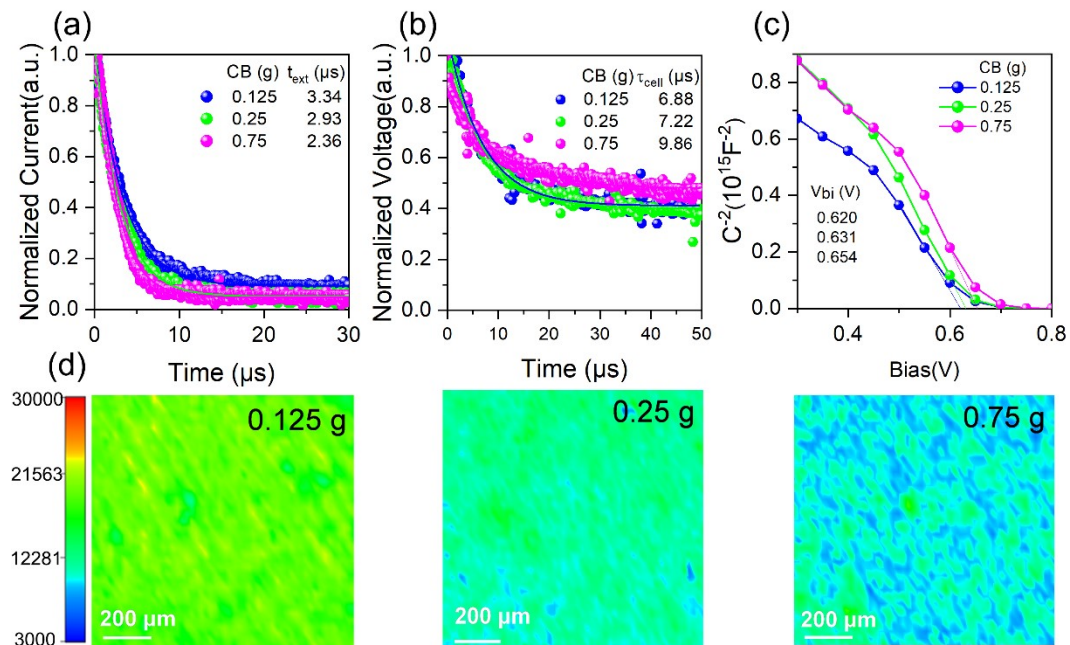 (a)
Normalized Current(a.u.)
1.0
0.8
0.6
0.4
0.2
0.0
CB (g) t_ext (μs)
0.125 3.34
0.25 2.93
0.75 2.36
0 10 20 30
Time (μs)
(b)
Normalized Voltage(a.u.)
1.0
0.8
0.6
0.4
0.2
0.0
CB (g) τ_cell (μs)
0.125 6.88
0.25 7.22
0.75 9.86
0 10 20 30 40 50
Time (μs)
(c)
C⁻² (10¹⁵F⁻²)
0.8
0.6
0.4
0.2
0.0
CB (g)
0.125
0.25
0.75
Vbi (V)
0.620
0.631
0.654
0.4 0.6 0.8
Bias(V)
(d)
30000
21563
12281
3000
0.125 g
200 μm
0.25 g
200 μm
0.75 g
200 μm